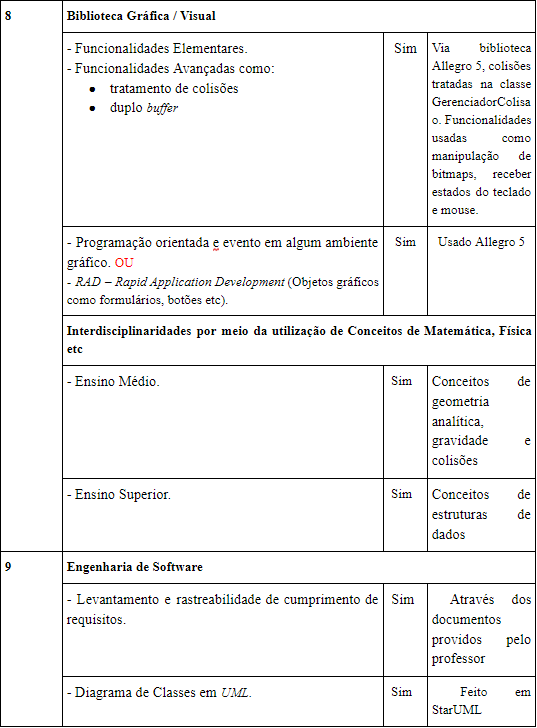 8
Biblioteca Gráfica / Visual
- Funcionalidades Elementares.
- Funcionalidades Avançadas como:
● tratamento de colisões
● duplo buffer
Sim
Via biblioteca
Allegro 5, colisões
tratadas na classe
GerenciadorColisa
o. Funcionalidades
usadas como
manipulação de
bitmaps, receber
estados do teclado
e mouse.
- Programação orientada e evento em algum ambiente
gráfico. OU
- RAD – Rapid Application Development (Objetos gráficos
como formulários, botões etc).
Sim
Usado Allegro 5
Interdisciplinaridades por meio da utilização de Conceitos de Matemática, Física
etc
- Ensino Médio.
Sim
Conceitos de
geometria
analítica,
gravidade e
colisões
- Ensino Superior.
Sim
Conceitos de
estruturas de
dados
9
Engenharia de Software
- Levantamento e rastreabilidade de cumprimento de
requisitos.
Sim
Através dos
documentos
providos pelo
professor
- Diagrama de Classes em UML.
Sim
Feito em
StarUML